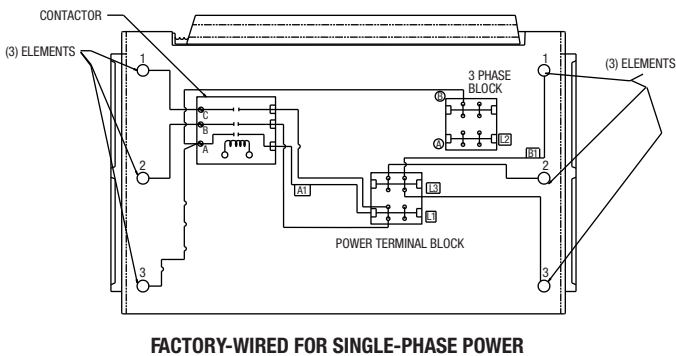 CONTACTOR
(3) ELEMENTS
(3) ELEMENTS
1
1
3 PHASE
BLOCK
B
C
B
A
A
L2
B1
2
2
A1
L3
L1
POWER TERMINAL BLOCK
3
3
FACTORY-WIRED FOR SINGLE-PHASE POWER